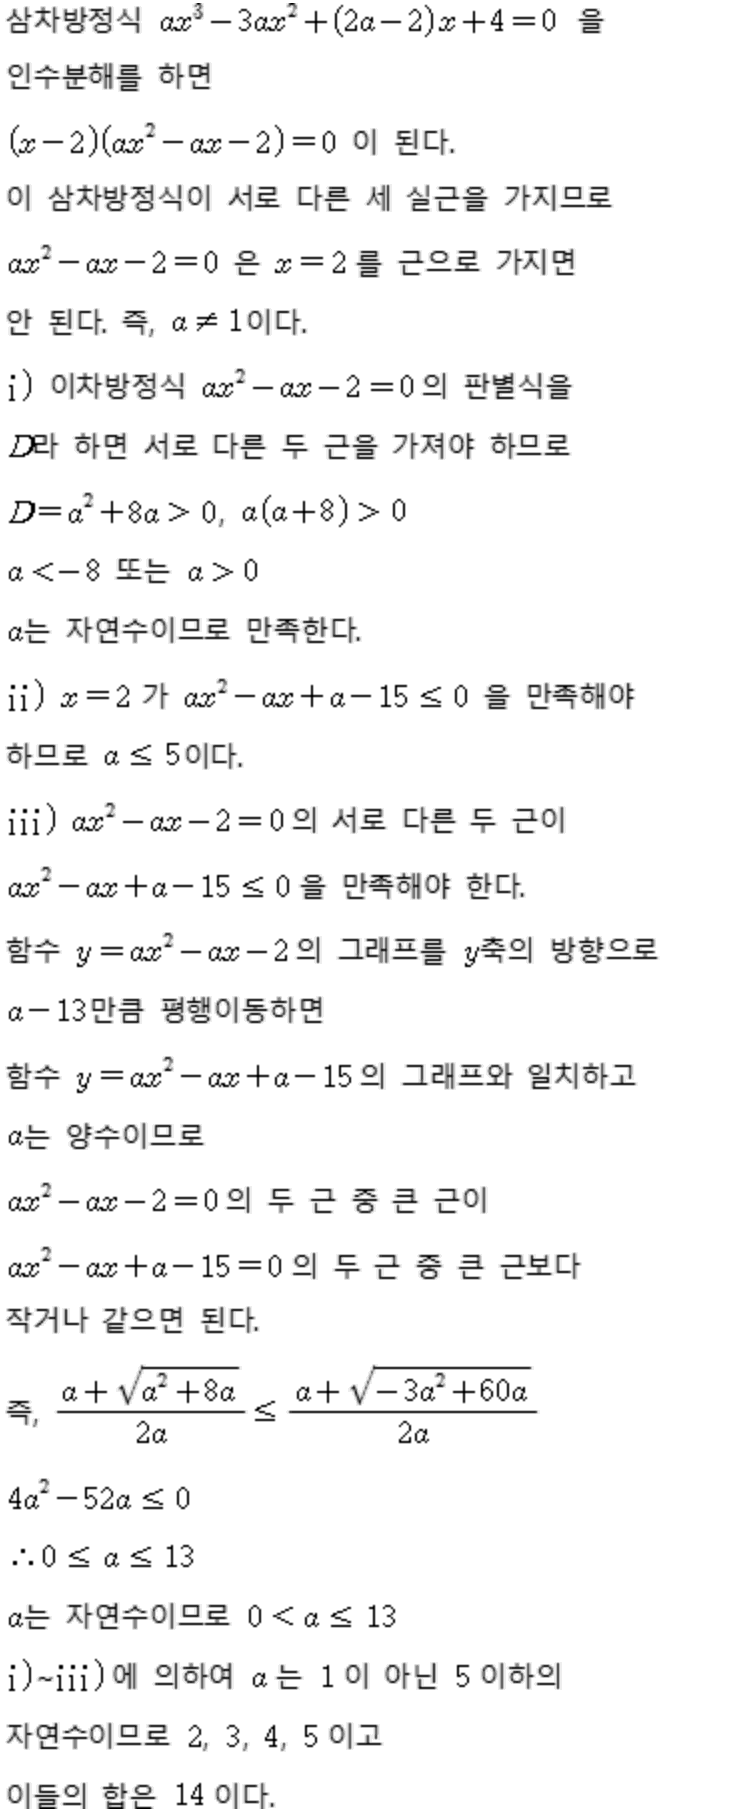 삼차방정식 ax³−3ax²+(2a−2)x+4=0 을
인수분해를 하면
(x−2)(ax²−ax−2)=0 이 된다.
이 삼차방정식이 서로 다른 세 실근을 가지므로
ax²−ax−2=0 은 x=2를 근으로 가지면
안 된다. 즉, a≠1이다.
i) 이차방정식 ax²−ax−2=0의 판별식을
D라 하면 서로 다른 두 근을 가져야 하므로
D=a²+8a>0, a(a+8)>0
a<−8 또는 a>0
a는 자연수이므로 만족한다.
ii) x=2 가 ax²−ax+a−15≤0 을 만족해야
하므로 a≤5이다.
iii) ax²−ax−2=0의 서로 다른 두 근이
ax²−ax+a−15≤0을 만족해야 한다.
함수 y=ax²−ax−2의 그래프를 y축의 방향으로
a−13만큼 평행이동하면
함수 y=ax²−ax+a−15의 그래프와 일치하고
a는 양수이므로
ax²−ax−2=0의 두 근 중 큰 근이
ax²−ax+a−15=0의 두 근 중 큰 근보다
작거나 같으면 된다.
즉, (a+√(a²+8a))/2a ≤ (a+√(−3a²+60a))/2a
4a²−52a≤0
∴0≤a≤13
a는 자연수이므로 0<a≤13
i)~iii)에 의하여 a는 1이 아닌 5이하의
자연수이므로 2, 3, 4, 5이고
이들의 합은 14이다.